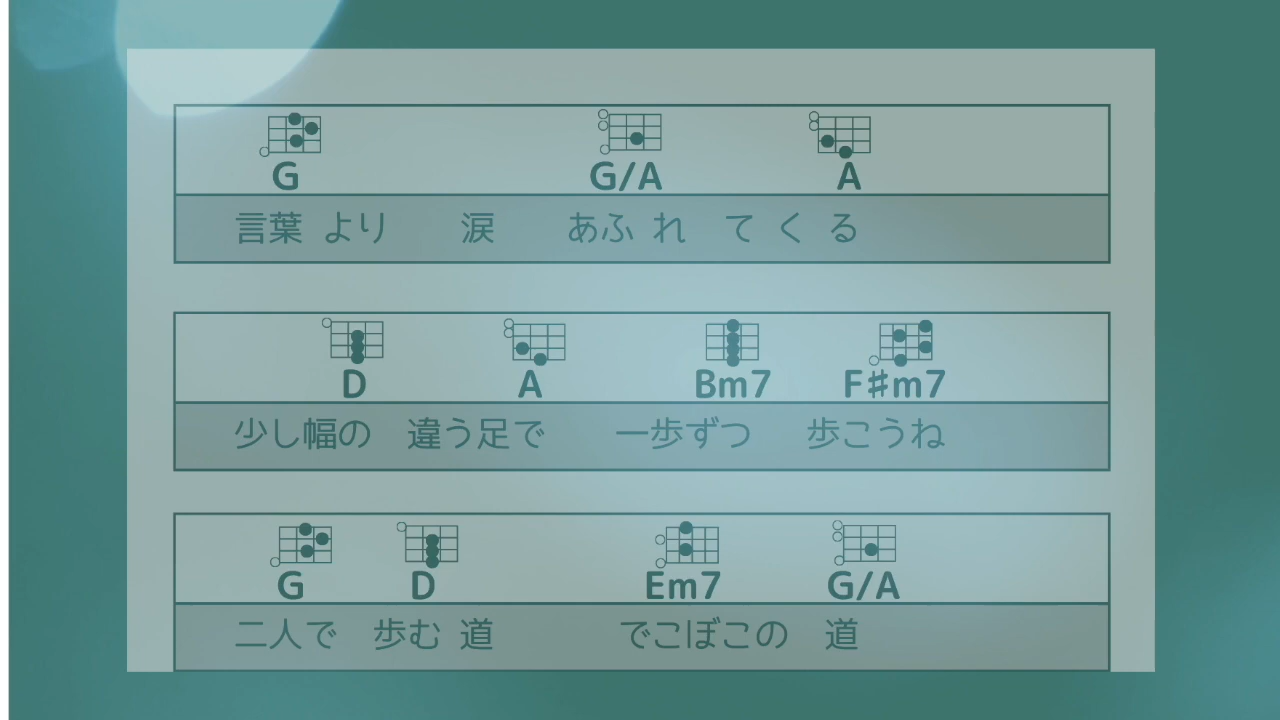 G G/A A
言葉 より 涙 あふ れ て く る
D A Bm7 F♯m7
少し幅の 違う足で 一歩ずつ 歩こうね
G D Em7 G/A
二人で 歩む 道 でこぼこの 道